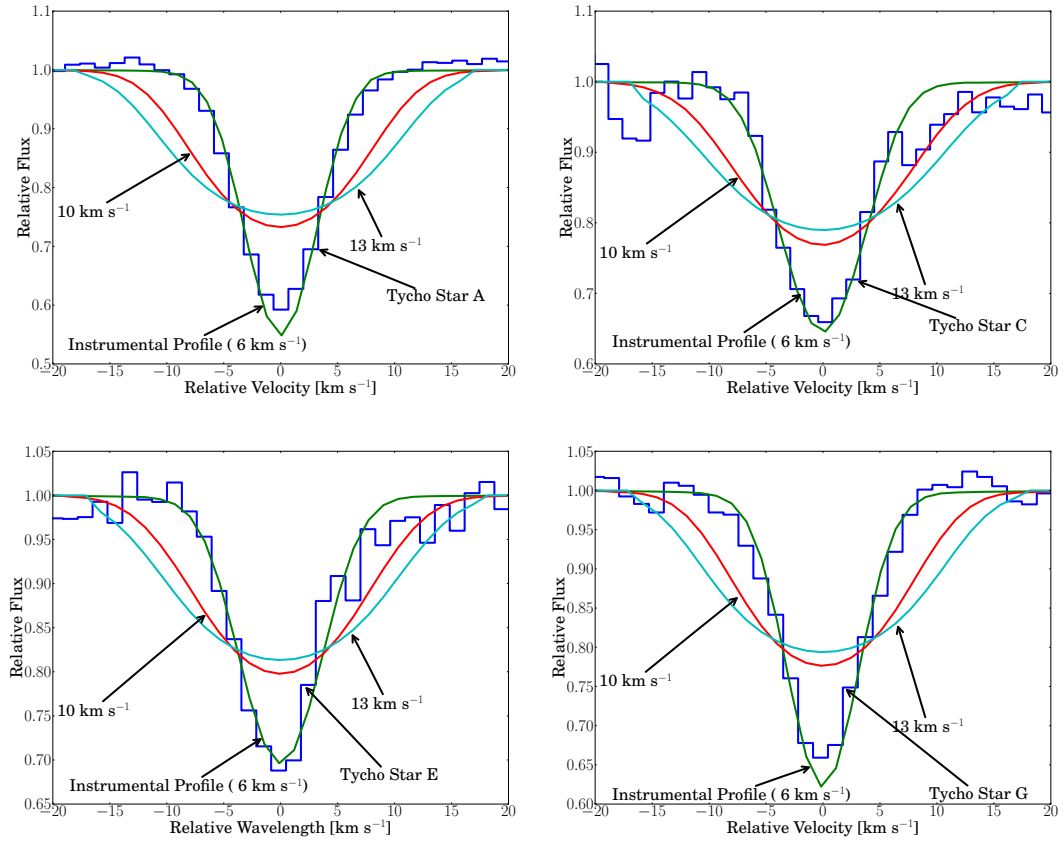 1.1
1.0
0.9
0.8
0.7
0.6
0.5
Relative Flux
10 km s⁻¹
13 km s⁻¹
Tycho Star A
Instrumental Profile ( 6 km s⁻¹)
−20 −15 −10 −5 0 5 10 15 20
Relative Velocity [km s⁻¹]
1.1
1.0
0.9
0.8
0.7
0.6
Relative Flux
10 km s⁻¹
13 km s⁻¹
Tycho Star C
Instrumental Profile ( 6 km s⁻¹)
−20 −15 −10 −5 0 5 10 15 20
Relative Velocity [km s⁻¹]
1.05
1.00
0.95
0.90
0.85
0.80
0.75
0.70
0.65
Relative Flux
10 km s⁻¹
13 km s⁻¹
Tycho Star E
Instrumental Profile ( 6 km s⁻¹)
−20 −15 −10 −5 0 5 10 15 20
Relative Wavelength [km s⁻¹]
1.05
1.00
0.95
0.90
0.85
0.80
0.75
0.70
0.65
0.60
Relative Flux
10 km s⁻¹
13 km s⁻¹
Instrumental Profile ( 6 km s⁻¹)
Tycho Star G
−20 −15 −10 −5 0 5 10 15 20
Relative Velocity [km s⁻¹]